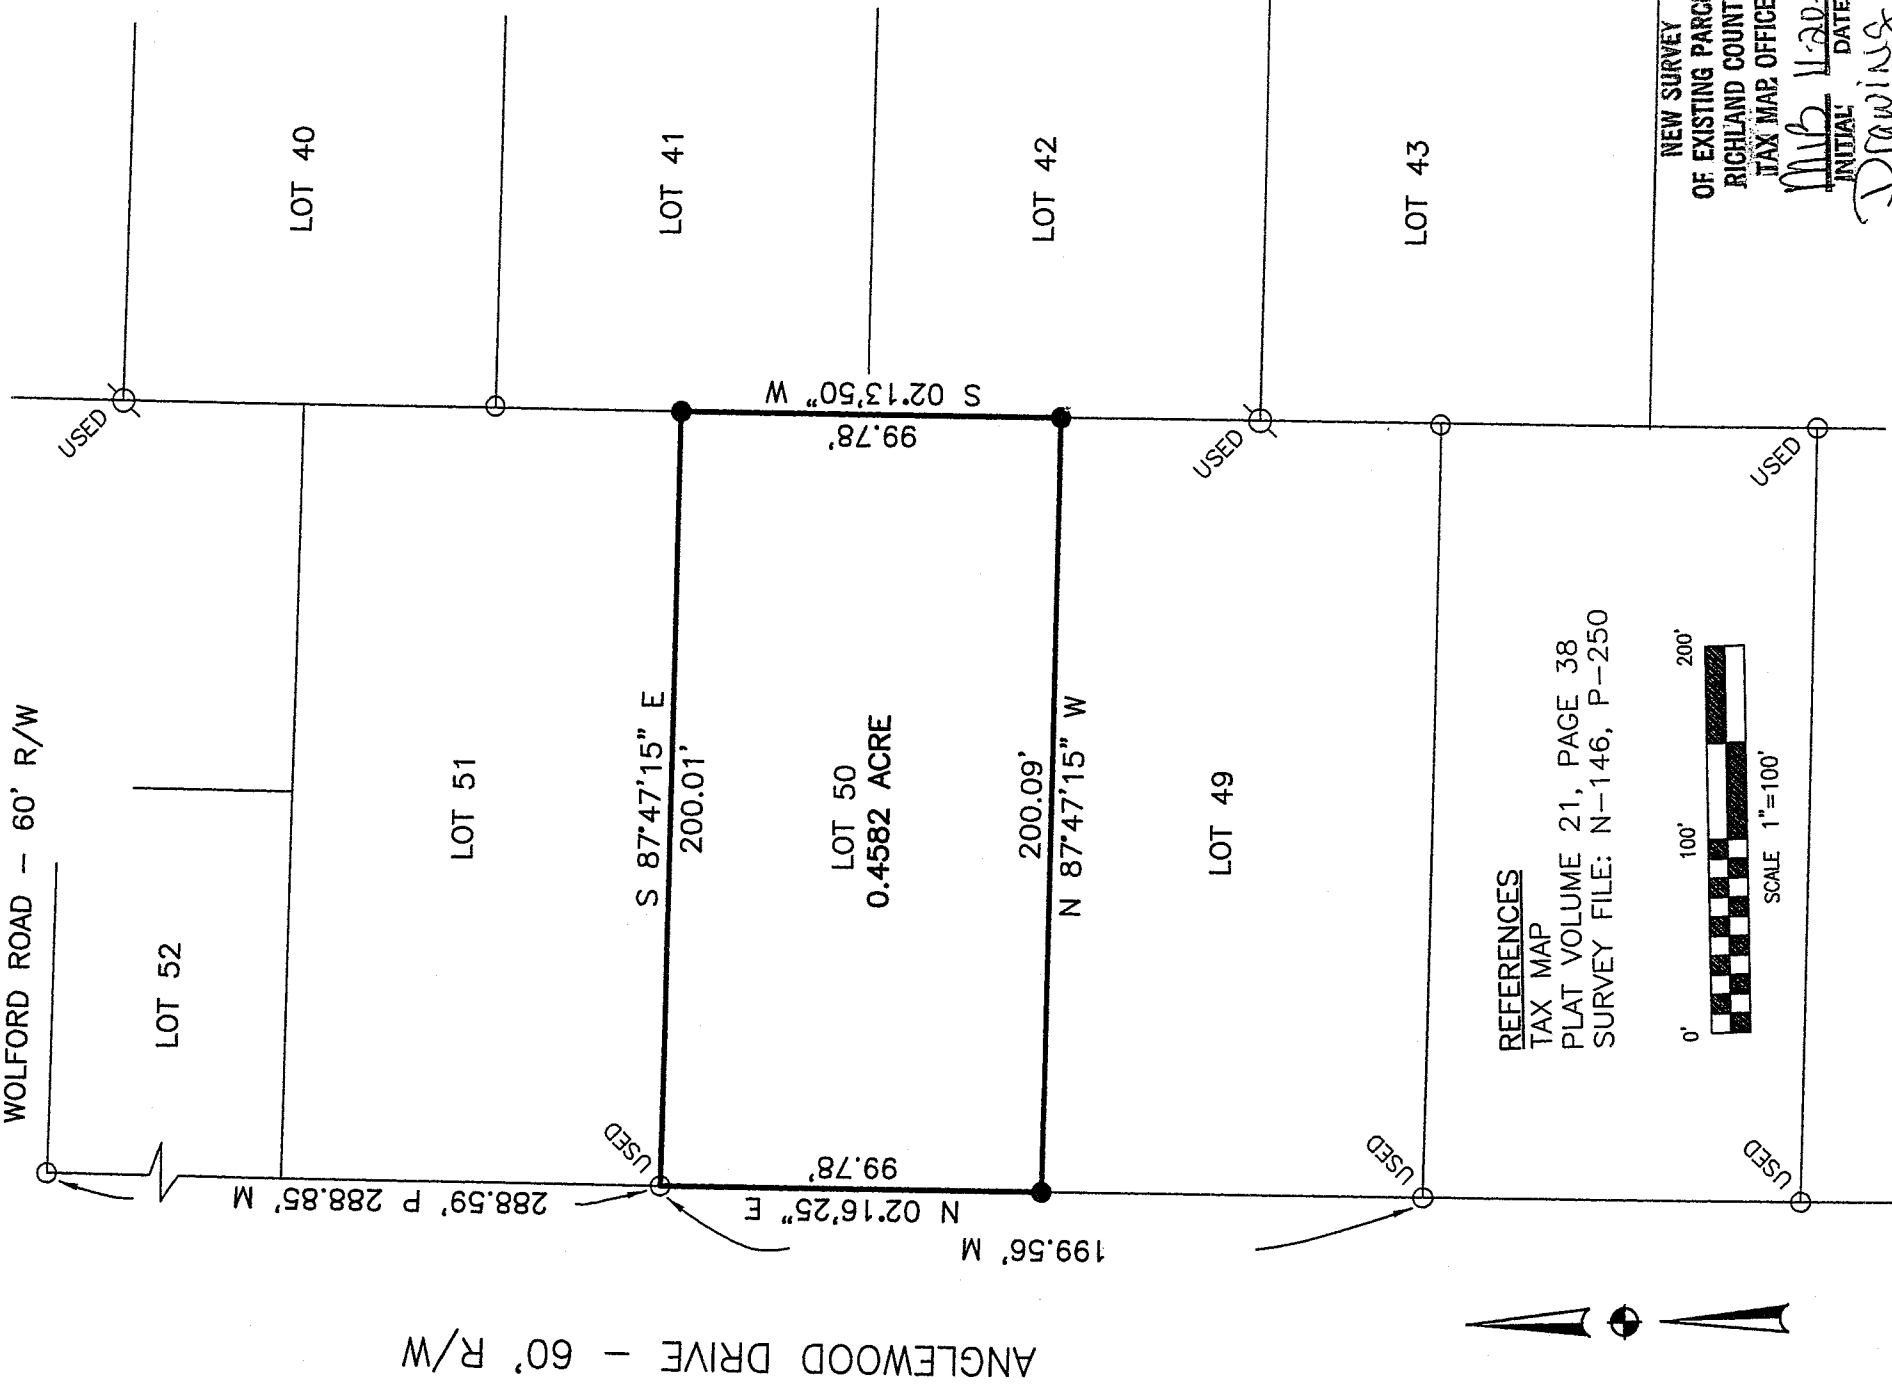 WOLFORD ROAD – 60' R/W
LOT 52
LOT 51
LOT 40
LOT 41
LOT 42
LOT 43
USED
USED
USED
USED
USED
USED
288.59' P 288.85' M
S 87°47'15" E
200.01'
LOT 50
0.4582 ACRE
200.09'
N 87°47'15" W
S 02°13'50" W
99.78'
99.78'
N 02°16'25" E
199.56' M
LOT 49
ANGLEWOOD DRIVE – 60' R/W
REFERENCES
TAX MAP
PLAT VOLUME 21, PAGE 38
SURVEY FILE: N–146, P–250
0' 100' 200'
SCALE 1"=100'
NEW SURVEY
OF EXISTING
RICHLAND
TAX MAP OFFICE
MB
INITIAL DATE
Drawing